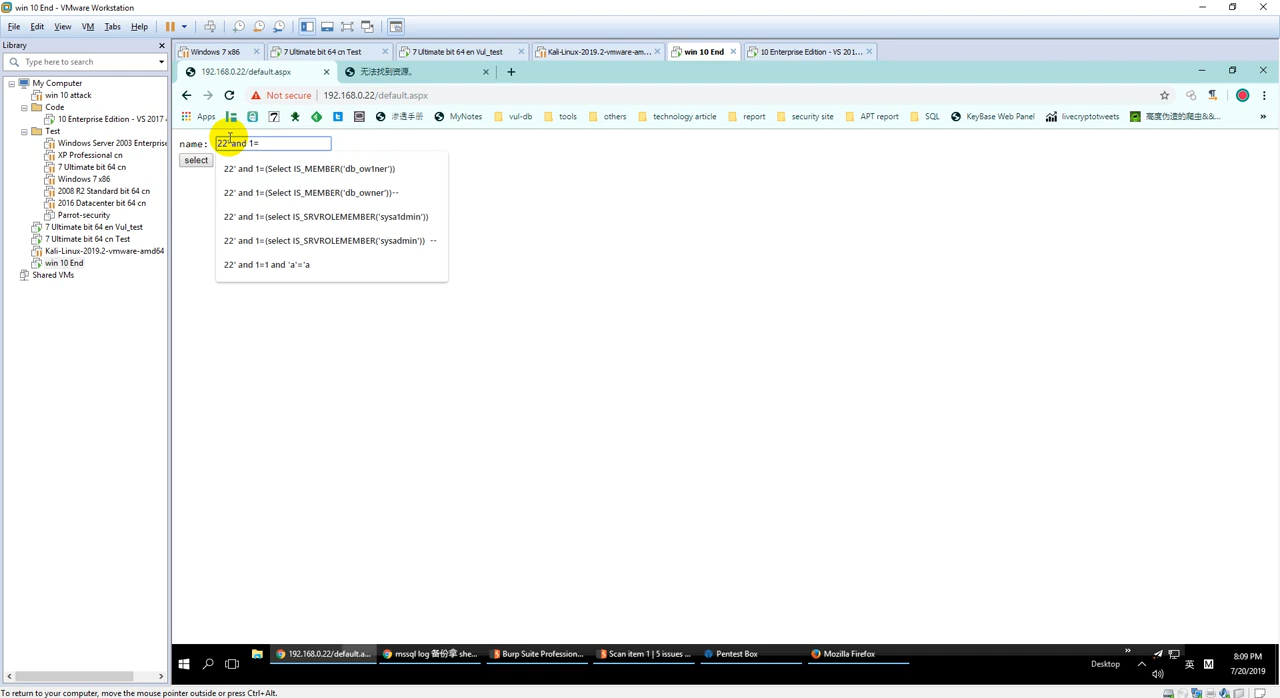 win 10 End - VMware Workstation
File Edit View VM Tabs Help
Library
Type here to search
My Computer
win 10 attack
Code
10 Enterprise Edition - VS 2017
Test
Windows Server 2003 Enterprise
XP Professional cn
7 Ultimate bit 64 cn
Windows 7 x86
2008 R2 Standard bit 64 cn
2016 Datacenter bit 64 cn
Parrot-security
7 Ultimate bit 64 en Vul_test
7 Ultimate bit 64 cn Test
Kali-Linux-2019.2-vmware-amd64
win 10 End
Shared VMs
Windows 7 x86
7 Ultimate bit 64 cn Test
7 Ultimate bit 64 en Vul_test
Kali-Linux-2019.2-vmware-am...
win 10 End
10 Enterprise Edition - VS 201...
192.168.0.22/default.aspx
无法找到资源。
Not secure 192.168.0.22/default.aspx
Apps 渗透手册 MyNotes vul-db tools others technology article report security site APT report SQL KeyBase Web Panel livecryptotweets 高度伪造的爬虫&&... »
name: 22' and 1=
select
22' and 1=(Select IS_MEMBER('db_ow1ner'))
22' and 1=(Select IS_MEMBER('db_owner'))--
22' and 1=(select IS_SRVROLEMEMBER('sysa1dmin'))
22' and 1=(select IS_SRVROLEMEMBER('sysadmin')) --
22' and 1=1 and 'a'='a
192.168.0.22/default.a...
mssql log 备份拿 she...
Burp Suite Profession...
Scan item 1 | 5 issues ...
Pentest Box
Mozilla Firefox
Desktop
»
英
M
8:09 PM
7/20/2019
To return to your computer, move the mouse pointer outside or press Ctrl+Alt.